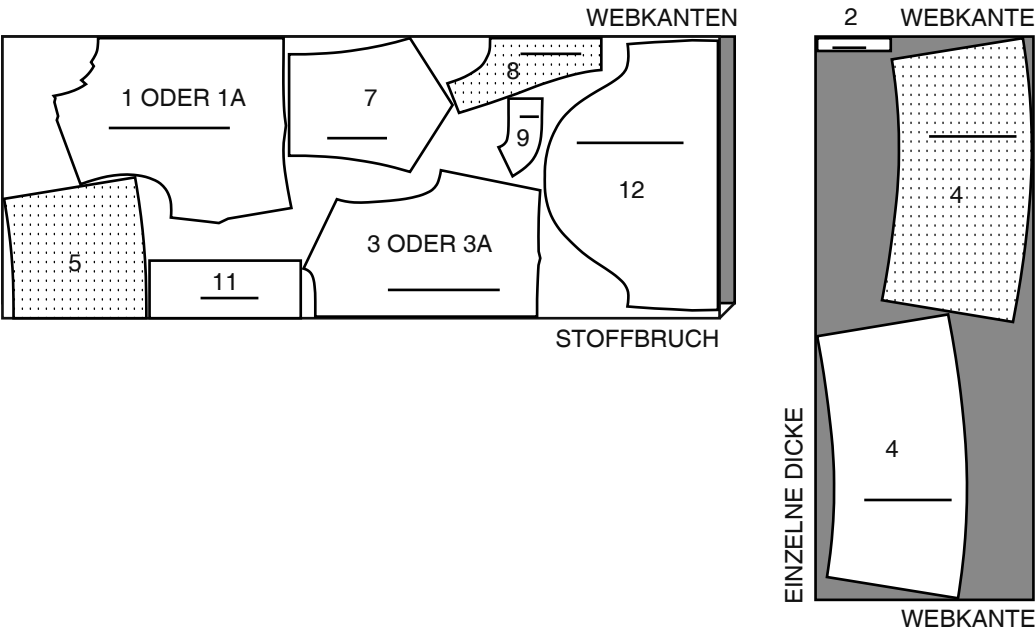 WEBKANTEN
1 ODER 1A
7
8
9
12
5
11
3 ODER 3A
STOFFBRUCH
2 WEBKANTE
4
4
EINZELNE DICKE
WEBKANTE